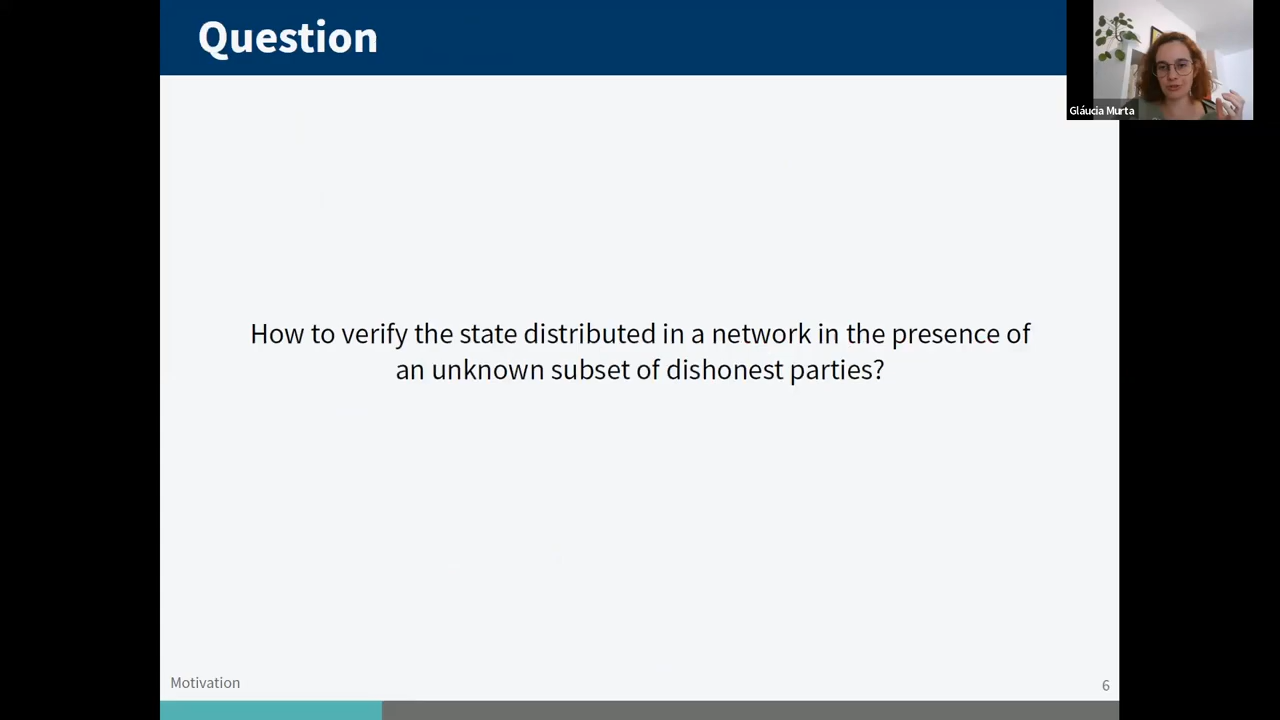 Question
Gláucia Murta
How to verify the state distributed in a network in the presence of
an unknown subset of dishonest parties?
Motivation
6